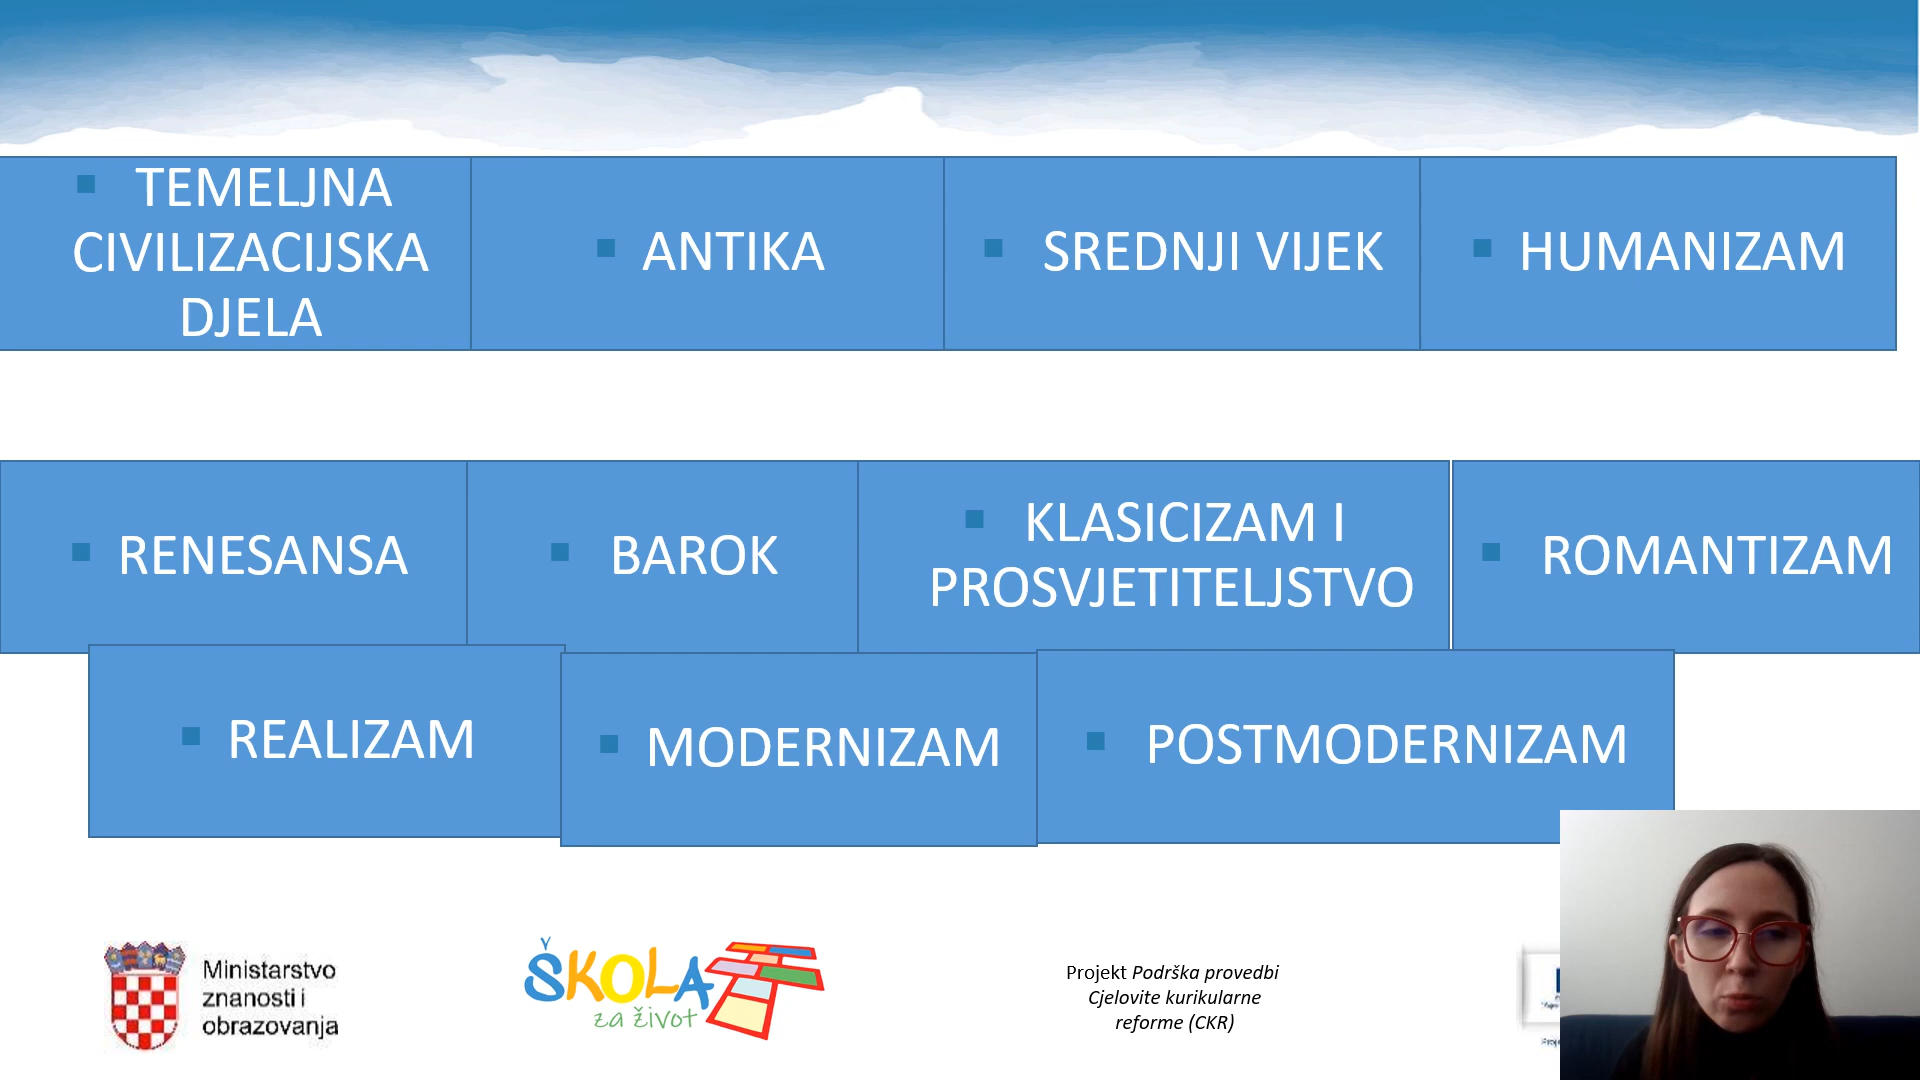 TEMELJNA
CIVILIZACIJSKA
DJELA
ANTIKA
SREDNJI VIJEK
HUMANIZAM
RENESANSA
BAROK
KLASICIZAM I
PROSVJETITELJSTVO
ROMANTIZAM
REALIZAM
MODERNIZAM
POSTMODERNIZAM
Ministarstvo
znanosti i
obrazovanja
ŠKOLA
za život
Projekt Podrška provedbi
Cjelovite kurikularne
reforme (CKR)